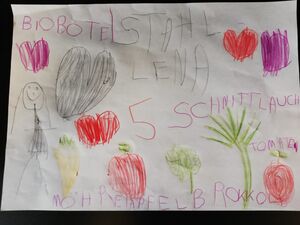 BIOBOTE
STAHL
LENA
5 SCHNITTLAUCH
TOMATEN
MÖHRE APFEL BROKKOLI